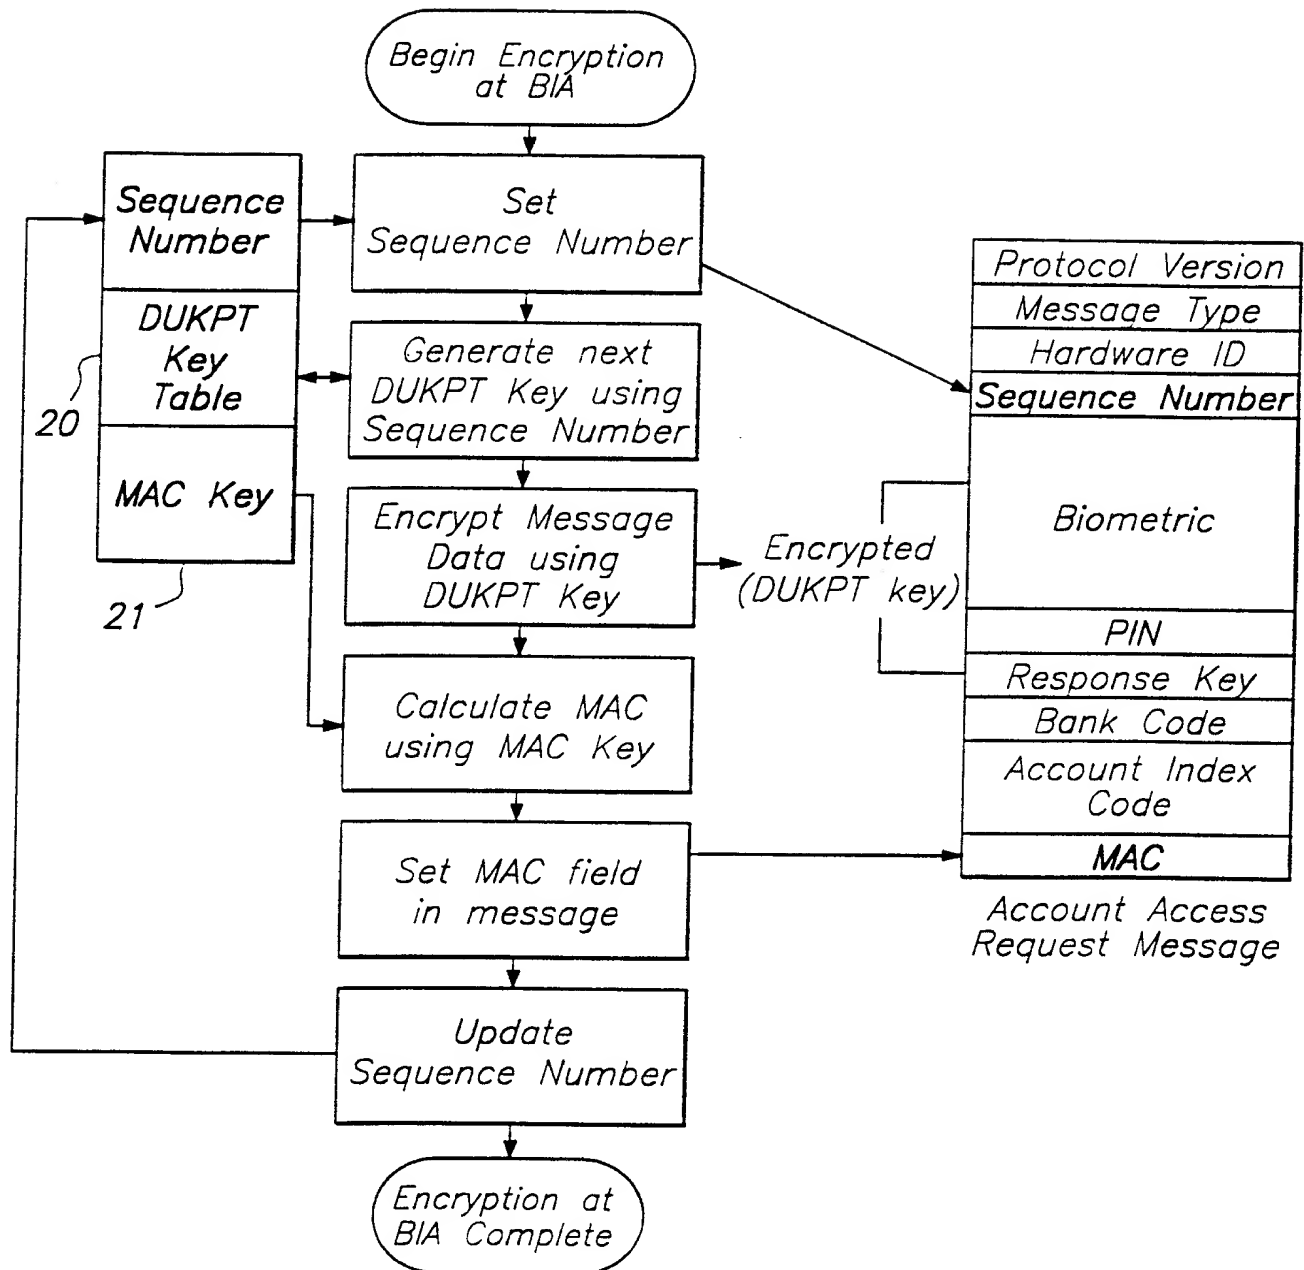 Begin Encryption
at BIA
Sequence
Number
DUKPT
Key
Table
MAC Key
20
21
Set
Sequence Number
Generate next
DUKPT Key using
Sequence Number
Encrypt Message
Data using
DUKPT Key
Calculate MAC
using MAC Key
Set MAC field
in message
Update
Sequence Number
Encryption at
BIA Complete
Encrypted
(DUKPT key)
Protocol Version
Message Type
Hardware ID
Sequence Number
Biometric
PIN
Response Key
Bank Code
Account Index
Code
MAC
Account Access
Request Message